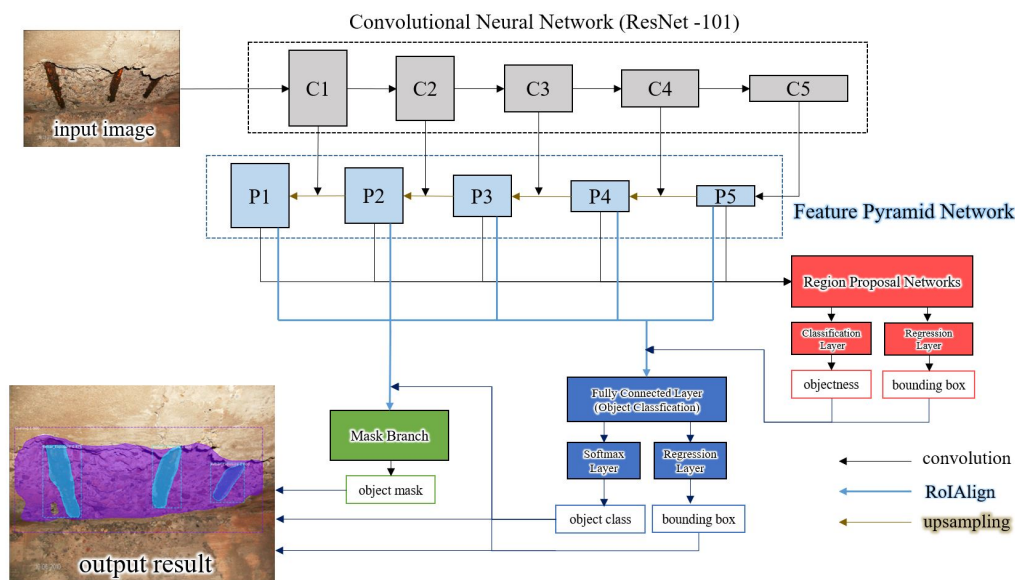 Convolutional Neural Network (ResNet -101)
input image
C1
C2
C3
C4
C5
P1
P2
P3
P4
P5
Feature Pyramid Network
Region Proposal Networks
Classification
Layer
Regression
Layer
objectness
bounding box
Fully Connected Layer
(Object Classfication)
Softmax
Layer
Regression
Layer
object class
bounding box
Mask Branch
object mask
output result
convolution
RoIAlign
upsampling